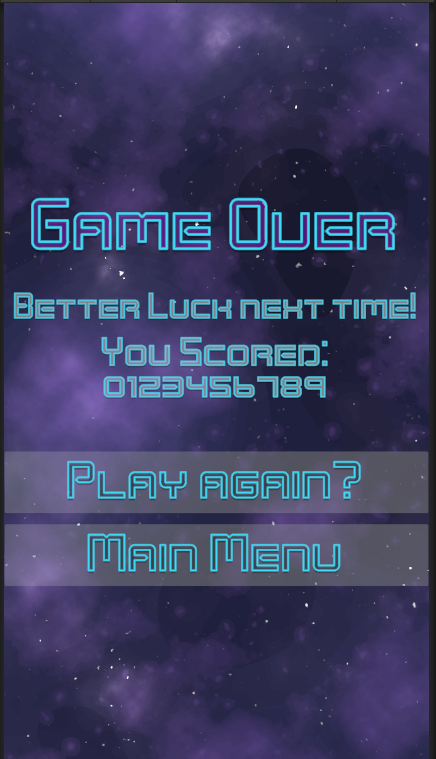 Game Over
Better Luck next time!
You Scored:
0123456789
Play again?
Main Menu